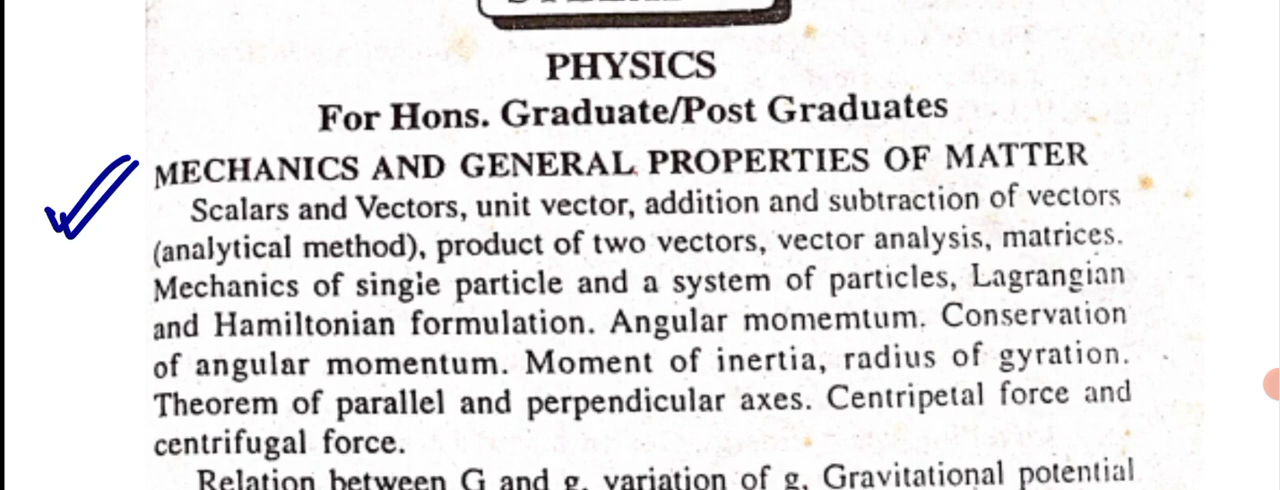 PHYSICS
For Hons. Graduate/Post Graduates
MECHANICS AND GENERAL PROPERTIES OF MATTER
Scalars and Vectors, unit vector, addition and subtraction of vectors
(analytical method), product of two vectors, vector analysis, matrices.
Mechanics of single particle and a system of particles, Lagrangian
and Hamiltonian formulation. Angular momemtum. Conservation
of angular momentum. Moment of inertia, radius of gyration.
Theorem of parallel and perpendicular axes. Centripetal force and
centrifugal force.
Relation between G and g, variation of g, Gravitational potential